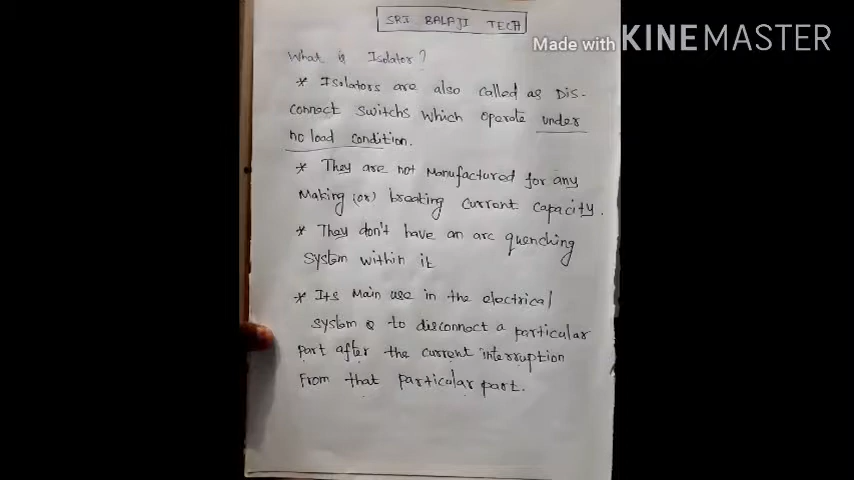 SRI BALAJI TECH
Made with KINEMASTER
What is Isolator?
* Isolators are also called as Dis-
connect switchs which operate under
no load condition.
* They are not manufactured for any
Making (or) breaking current capacity.
* They don't have an arc quenching
system within it
* Its main use in the electrical
system is to disconnect a particular
part after the current interruption
from that particular part.